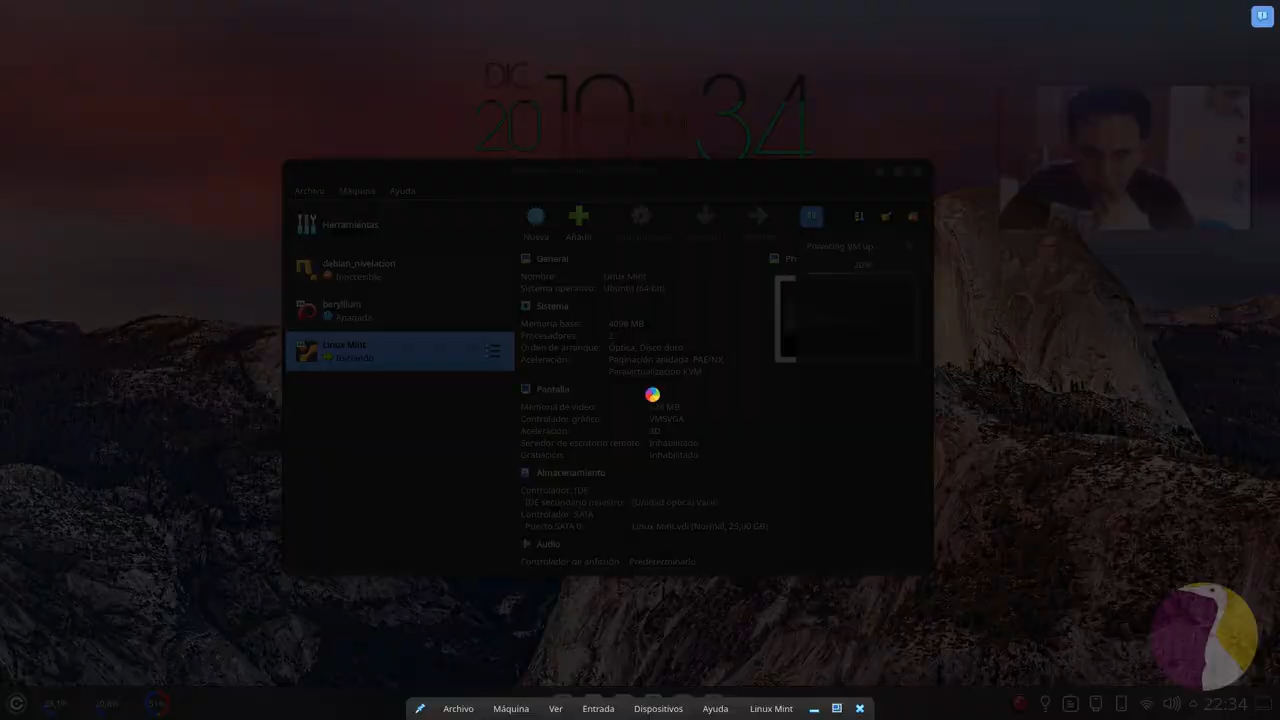 DIC
20
34
Archivo Máquina Ayuda
Herramientas
debian_nivelacion
Inaccesible
beryllium
Apagada
Linux Mint
Iniciando
Nueva Añadir
Powering VM up...
20%
General
Nombre: Linux Mint
Sistema operativo: Ubuntu (64-bit)
Sistema
Memoria base: 4096 MB
Procesadores: 2
Orden de arranque: Óptica, Disco duro
Aceleración: Paginación anidada, PAE/NX,
Paravirtualización KVM
Pantalla
Memoria de vídeo: 128 MB
Controlador gráfico: VMSVGA
Aceleración: 3D
Servidor de escritorio remoto: Inhabilitado
Grabación: Inhabilitado
Almacenamiento
Controlador: IDE
IDE secundario maestro: [Unidad óptica] Vacío
Controlador: SATA
Puerto SATA 0: Linux Mint.vdi (Normal, 25,00 GB)
Audio
Controlador de anfitrión: Predeterminado
22:34
Archivo Máquina Ver Entrada Dispositivos Ayuda Linux Mint